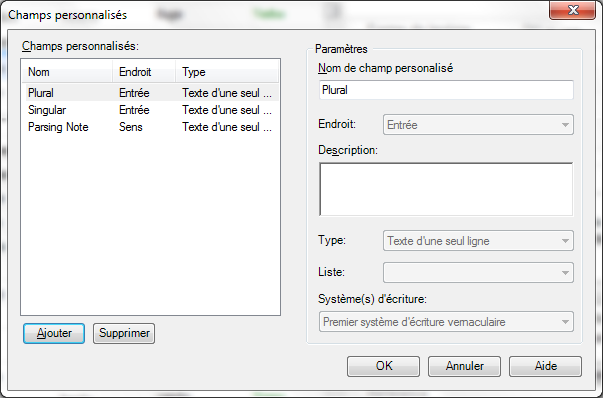 Champs personnalisés
Champs personnalisés:
Nom Endroit Type
Plural Entrée Texte d'une seul ...
Singular Entrée Texte d'une seul ...
Parsing Note Sens Texte d'une seul ...
Ajouter Supprimer
Paramètres
Nom de champ personalisé
Plural
Endroit: Entrée
Description:
Type: Texte d'une seul ligne
Liste:
Système(s) d'écriture:
Premier système d'écriture vernaculaire
OK Annuler Aide